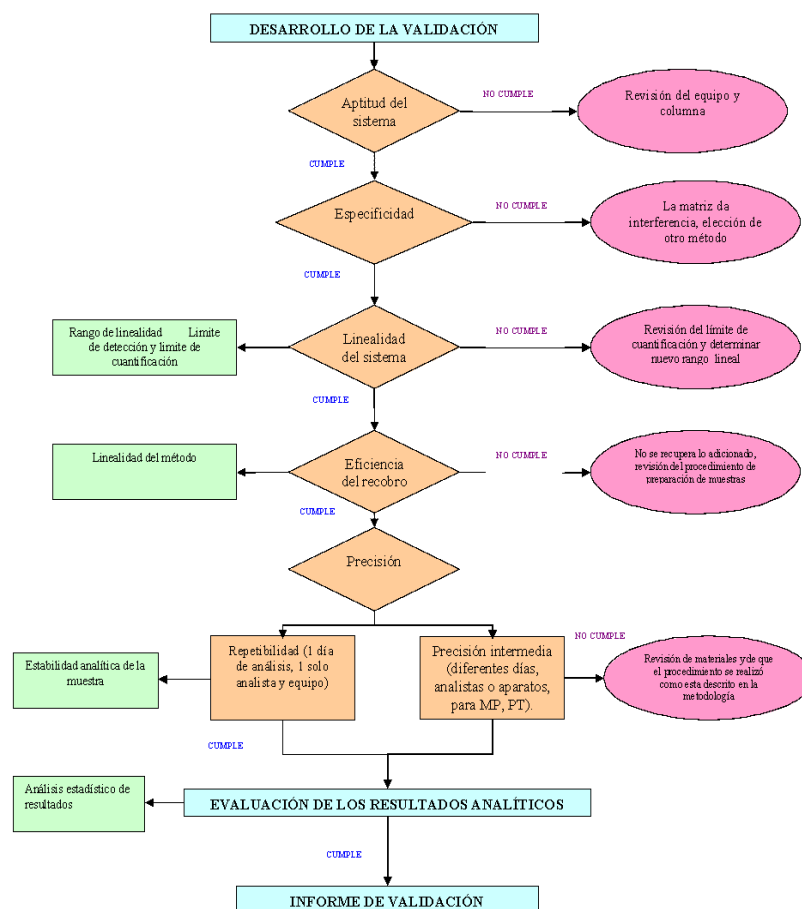 DESARROLLO DE LA VALIDACIÓN
Aptitud del
sistema
NO CUMPLE
Revisión del equipo y
columna
CUMPLE
Especificidad
NO CUMPLE
La matriz da
interferencia, elección de
otro método
CUMPLE
Rango de linealidad Limite
de detección y limite de
cuantificación
Linealidad
del sistema
NO CUMPLE
Revisión del límite de
cuantificación y determinar
nuevo rango lineal
CUMPLE
Linealidad del método
Eficiencia
del recobro
NO CUMPLE
No se recupera lo adicionado,
revisión del procedimiento de
preparación de muestras
CUMPLE
Precisión
Estabilidad analítica de la
muestra
Repetibilidad (1 día
de análisis, 1 solo
analista y equipo)
Precisión intermedia
(diferentes días,
analistas o aparatos,
para MP, PT).
NO CUMPLE
Revisión de materiales y de que
el procedimiento se realizó
como esta descrito en la
metodología
CUMPLE
Análisis estadístico de
resultados
EVALUACIÓN DE LOS RESULTADOS ANALÍTICOS
CUMPLE
INFORME DE VALIDACIÓN